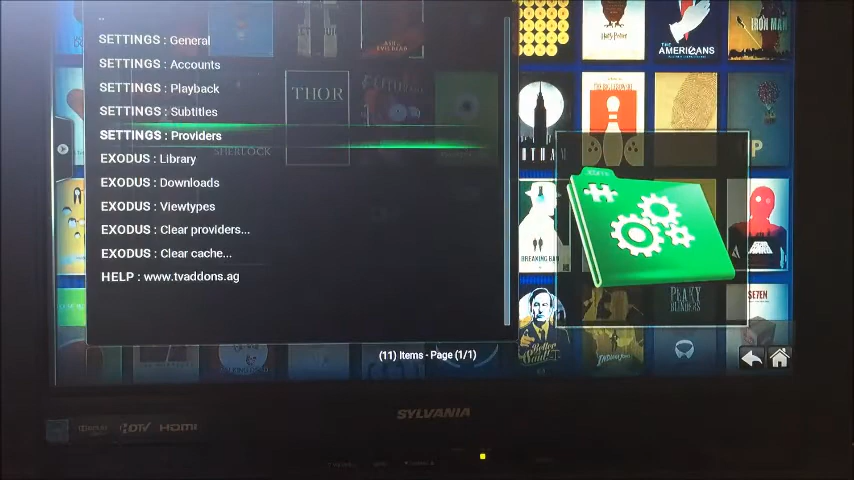 ..
SETTINGS : General
SETTINGS : Accounts
SETTINGS : Playback
SETTINGS : Subtitles
SETTINGS : Providers
EXODUS : Library
EXODUS : Downloads
EXODUS : Viewtypes
EXODUS : Clear providers...
EXODUS : Clear cache...
HELP : www.tvaddons.ag
(11) Items - Page (1/1)
THOR
SHERLOCK
Harry Potter
THE AMERICANS
IRON MAN
BREAKING BAD
Better Call Saul!
PEAKY BLINDERS
SE7EN
SYLVANIA
HDTV
HDMI